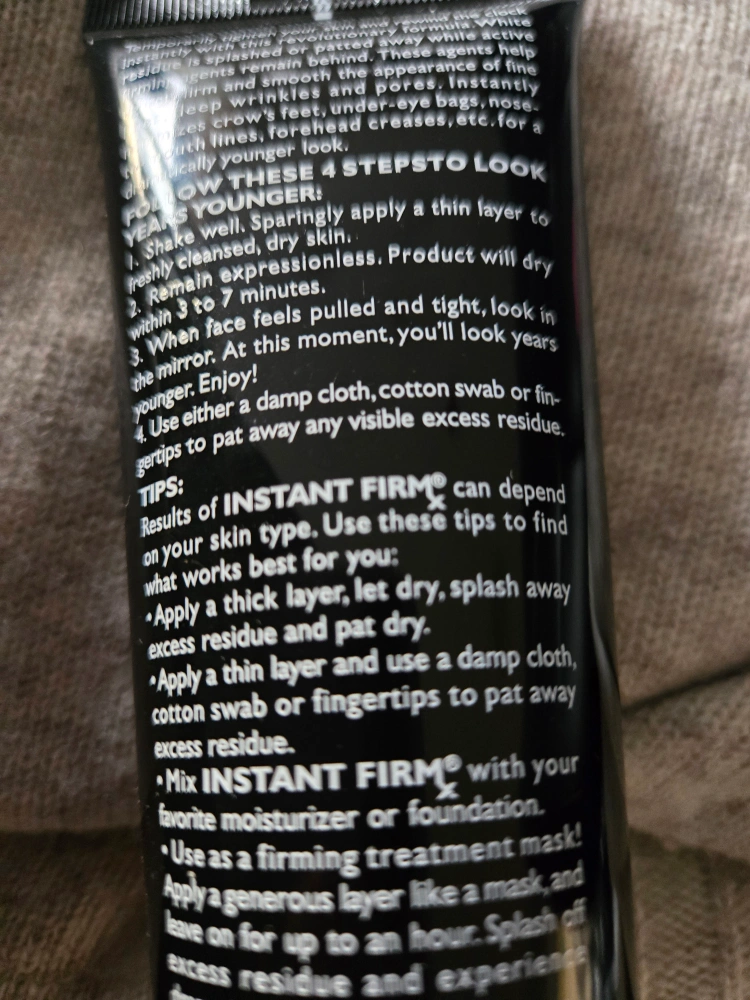 Instantly with this revolutionary formula. White
residue is splashed or patted away while active
agents remain behind. These agents help
firm and smooth the appearance of fine
deep wrinkles and pores. Instantly
crow's feet, under-eye bags, nose-
lines, forehead creases, etc. for a
younger look.
FOLLOW THESE 4 STEPSTO LOOK
YEARS YOUNGER:
1. Shake well. Sparingly apply a thin layer to
freshly cleansed, dry skin.
2. Remain expressionless. Product will dry
within 3 to 7 minutes.
3. When face feels pulled and tight, look in
the mirror. At this moment, you'll look years
younger. Enjoy!
4. Use either a damp cloth, cotton swab or fin-
gertips to pat away any visible excess residue.
TIPS:
Results of INSTANT FIRMx® can depend
on your skin type. Use these tips to find
what works best for you:
•Apply a thick layer, let dry, splash away
excess residue and pat dry.
•Apply a thin layer and use a damp cloth,
cotton swab or fingertips to pat away
excess residue.
•Mix INSTANT FIRMx® with your
favorite moisturizer or foundation.
•Use as a firming treatment mask!
Apply a generous layer like a mask, and
leave on for up to an hour. Splash off
excess residue and experience